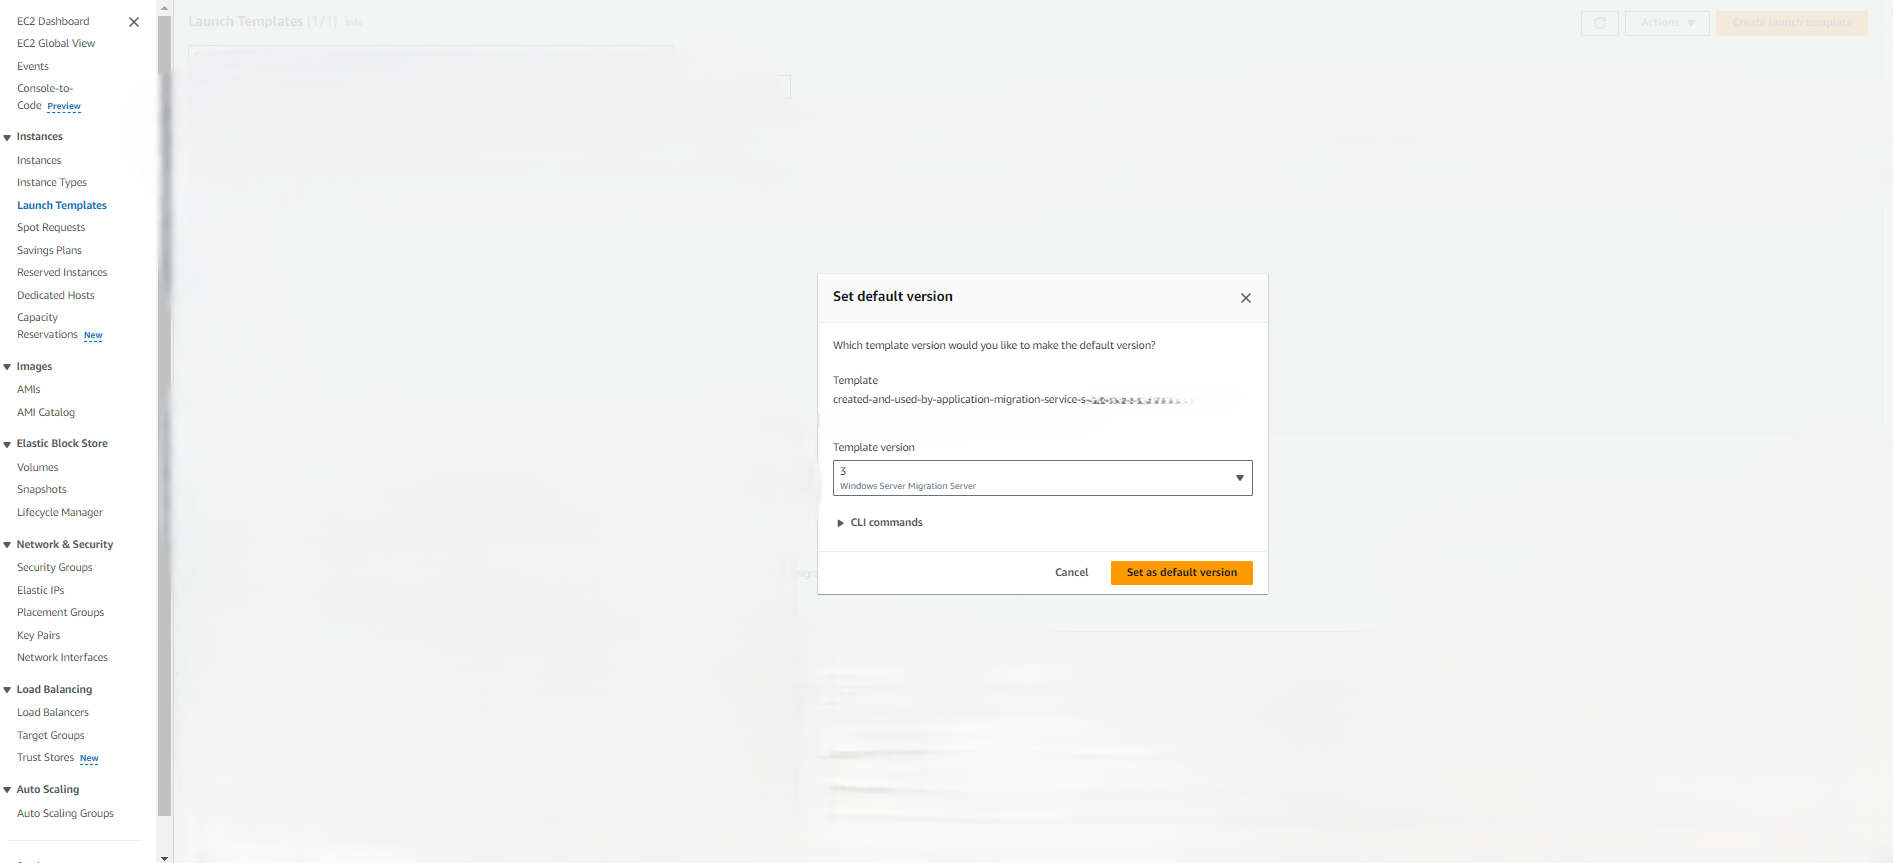 EC2 Dashboard
EC2 Global View
Events
Console-to-
Code Preview
Instances
Instances
Instance Types
Launch Templates
Spot Requests
Savings Plans
Reserved Instances
Dedicated Hosts
Capacity
Reservations New
Images
AMIs
AMI Catalog
Elastic Block Store
Volumes
Snapshots
Lifecycle Manager
Network & Security
Security Groups
Elastic IPs
Placement Groups
Key Pairs
Network Interfaces
Load Balancing
Load Balancers
Target Groups
Trust Stores New
Auto Scaling
Auto Scaling Groups
Launch Templates (1/1) Info
Actions
Create launch template
Set default version
Which template version would you like to make the default version?
Template
created-and-used-by-application-migration-service-s-
Template version
3
Windows Server Migration Server
CLI commands
Cancel
Set as default version